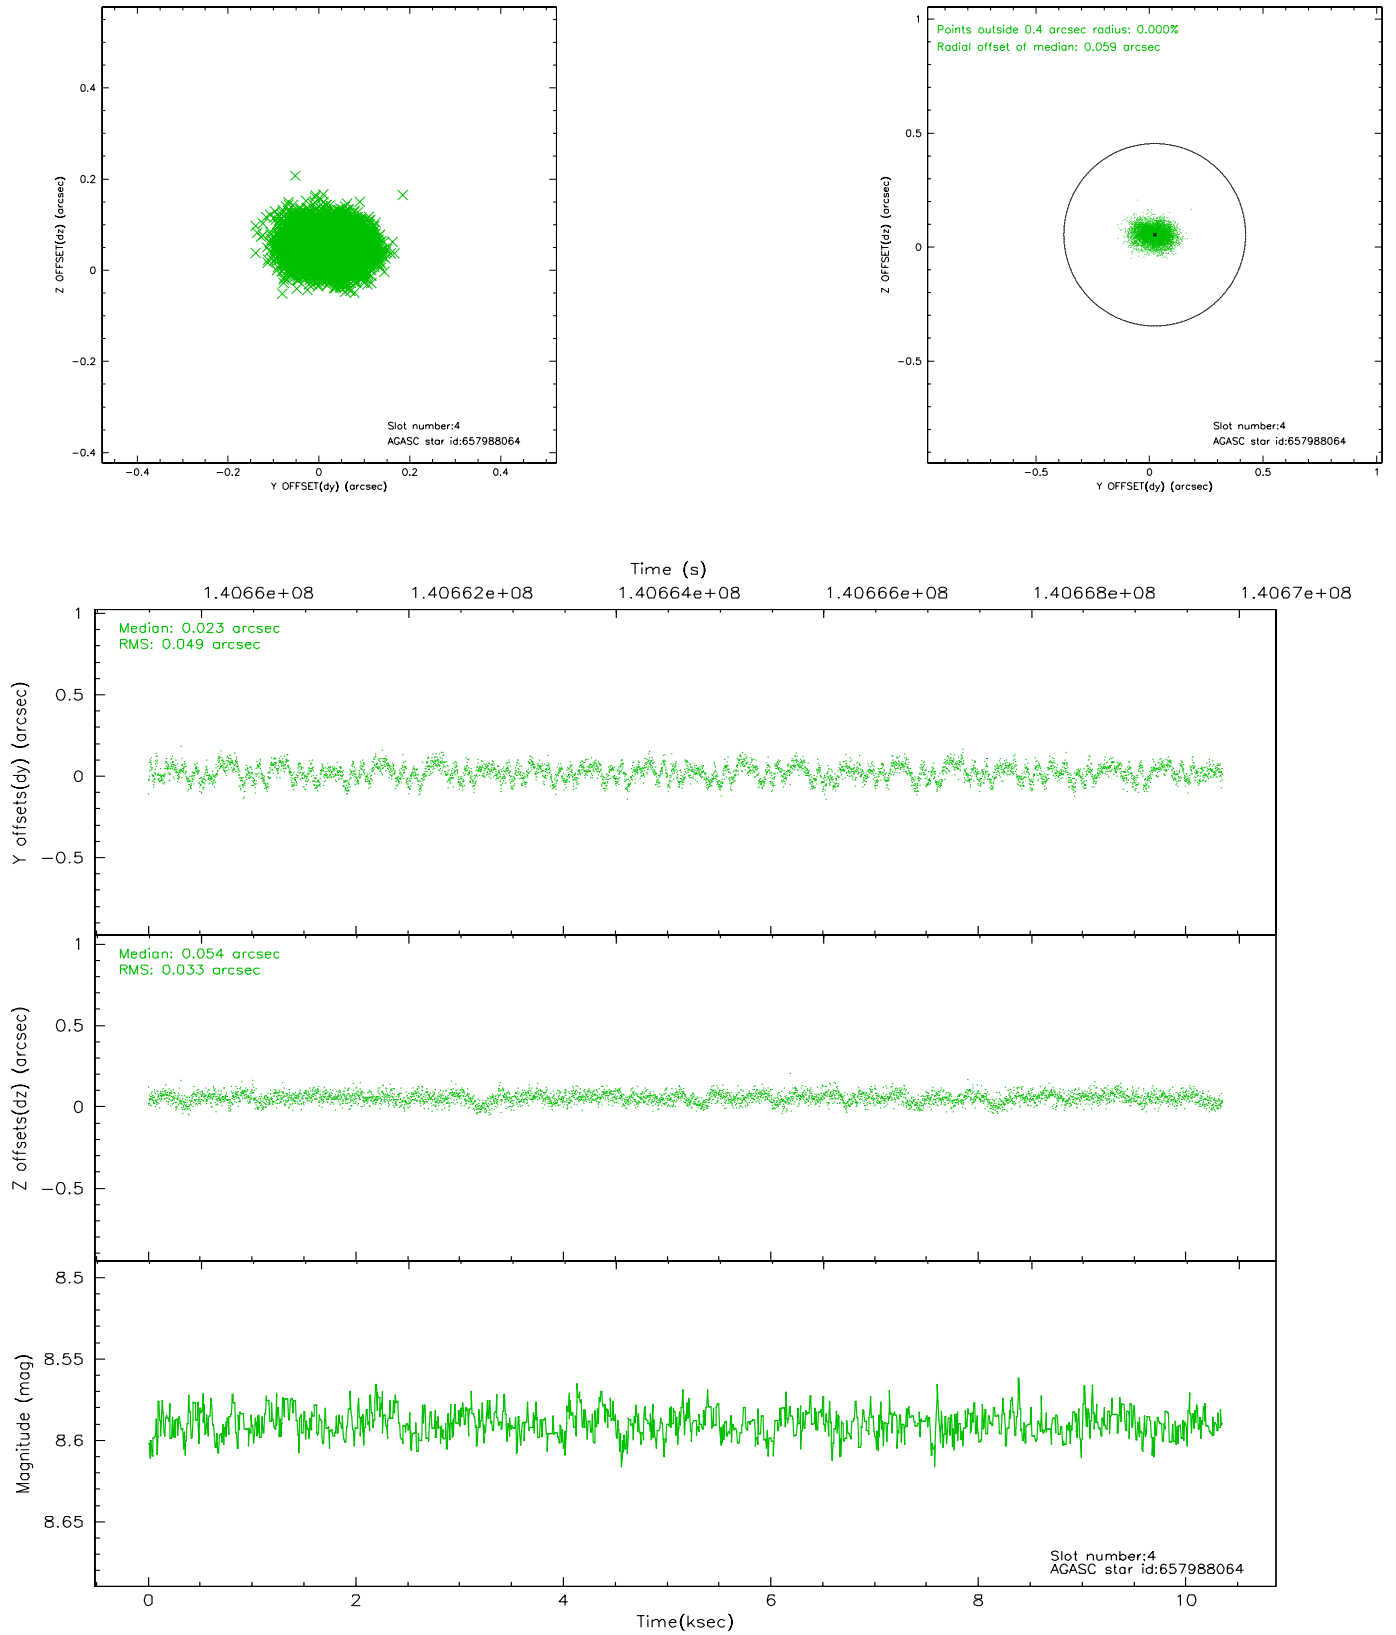 0.4
0.2
0
-0.2
-0.4
Z OFFSET(dz) (arcsec)
-0.4 -0.2 0 0.2 0.4
Y OFFSET(dy) (arcsec)
Slot number:4
AGASC star id:657988064
Points outside 0.4 arcsec radius: 0.000%
Radial offset of median: 0.059 arcsec
1
0.5
0
-0.5
Z OFFSET(dz) (arcsec)
-0.5 0 0.5 1
Y OFFSET(dy) (arcsec)
Slot number:4
AGASC star id:657988064
Time (s)
1.4066e+08 1.40662e+08 1.40664e+08 1.40666e+08 1.40668e+08 1.4067e+08
Median: 0.023 arcsec
RMS: 0.049 arcsec
1
0.5
0
-0.5
Y offsets(dy) (arcsec)
Median: 0.054 arcsec
RMS: 0.033 arcsec
1
0.5
0
-0.5
Z offsets(dz) (arcsec)
8.5
8.55
8.6
8.65
Magnitude (mag)
Slot number:4
AGASC star id:657988064
0 2 4 6 8 10
Time(ksec)